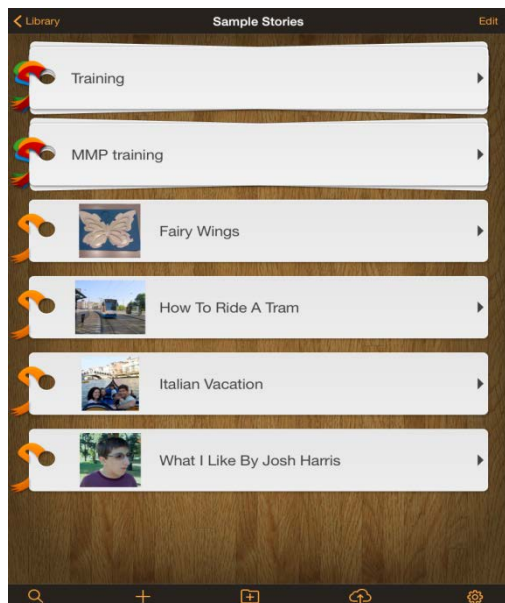 Library
Sample Stories
Edit
Training
MMP training
Fairy Wings
How To Ride A Tram
Italian Vacation
What I Like By Josh Harris